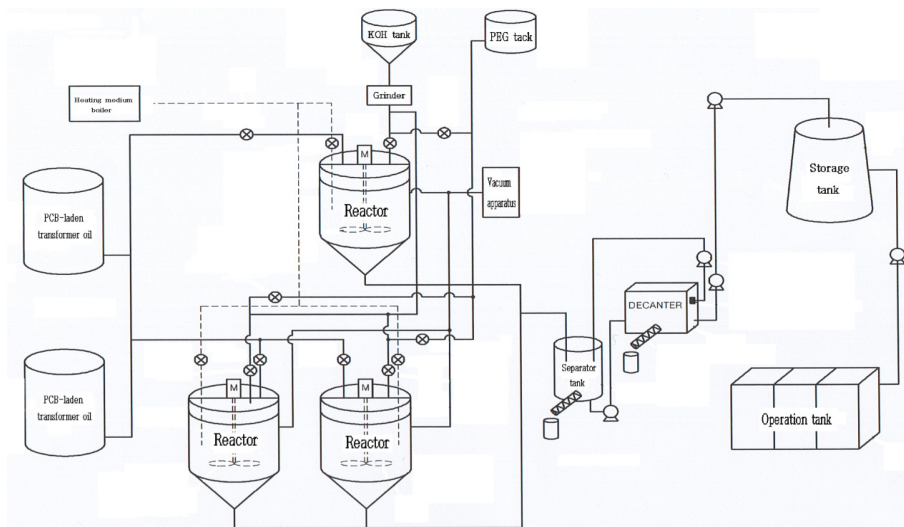 KOH tank
PEG tack
Grinder
Heating medium
boiler
M
Reactor
Vacuum
apparatus
PCB-laden
transformer oil
Storage
tank
DECANTER
Separator
tank
PCB-laden
transformer oil
M
Reactor
M
Reactor
Operation tank